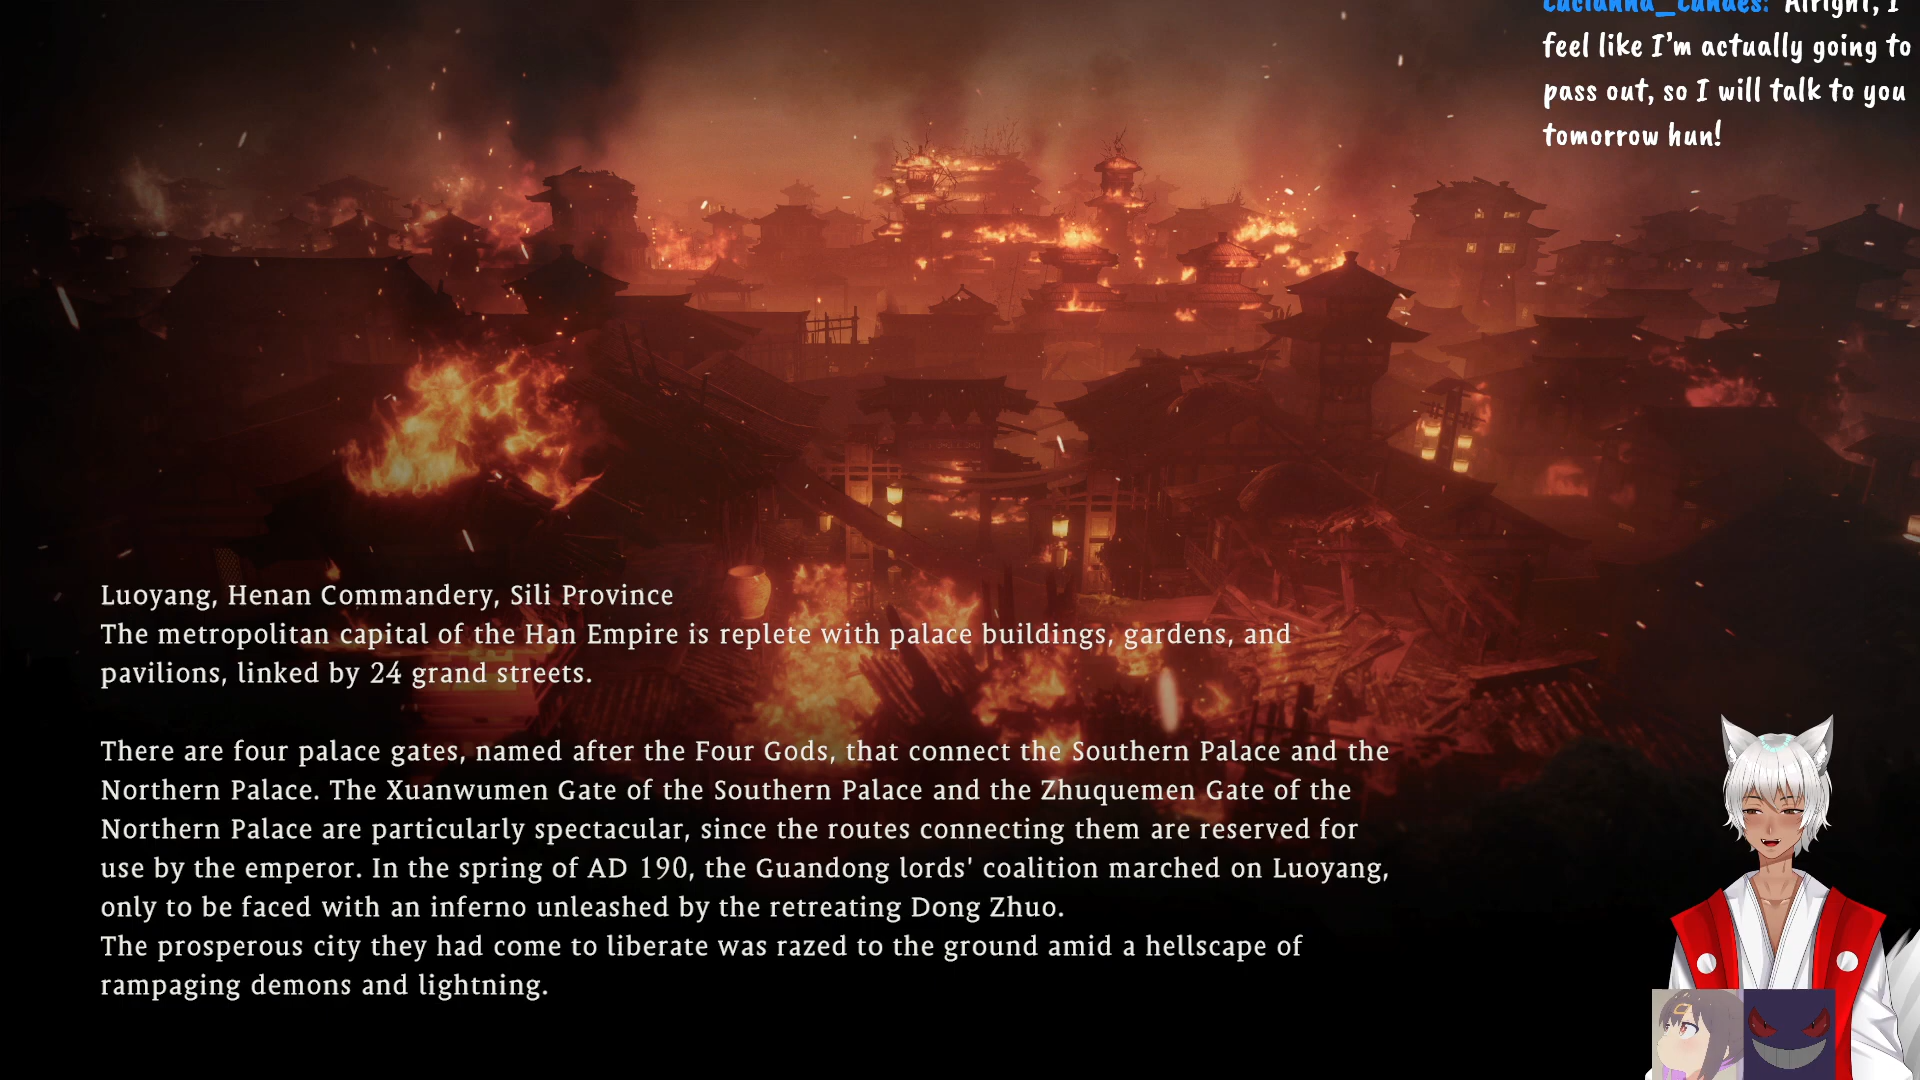 Alright, I
feel like I'm actually going to
pass out, so I will talk to you
tomorrow hun!
Luoyang, Henan Commandery, Sili Province
The metropolitan capital of the Han Empire is replete with palace buildings, gardens, and
pavilions, linked by 24 grand streets.
There are four palace gates, named after the Four Gods, that connect the Southern Palace and the
Northern Palace. The Xuanwumen Gate of the Southern Palace and the Zhuquemen Gate of the
Northern Palace are particularly spectacular, since the routes connecting them are reserved for
use by the emperor. In the spring of AD 190, the Guandong lords' coalition marched on Luoyang,
only to be faced with an inferno unleashed by the retreating Dong Zhuo.
The prosperous city they had come to liberate was razed to the ground amid a hellscape of
rampaging demons and lightning.